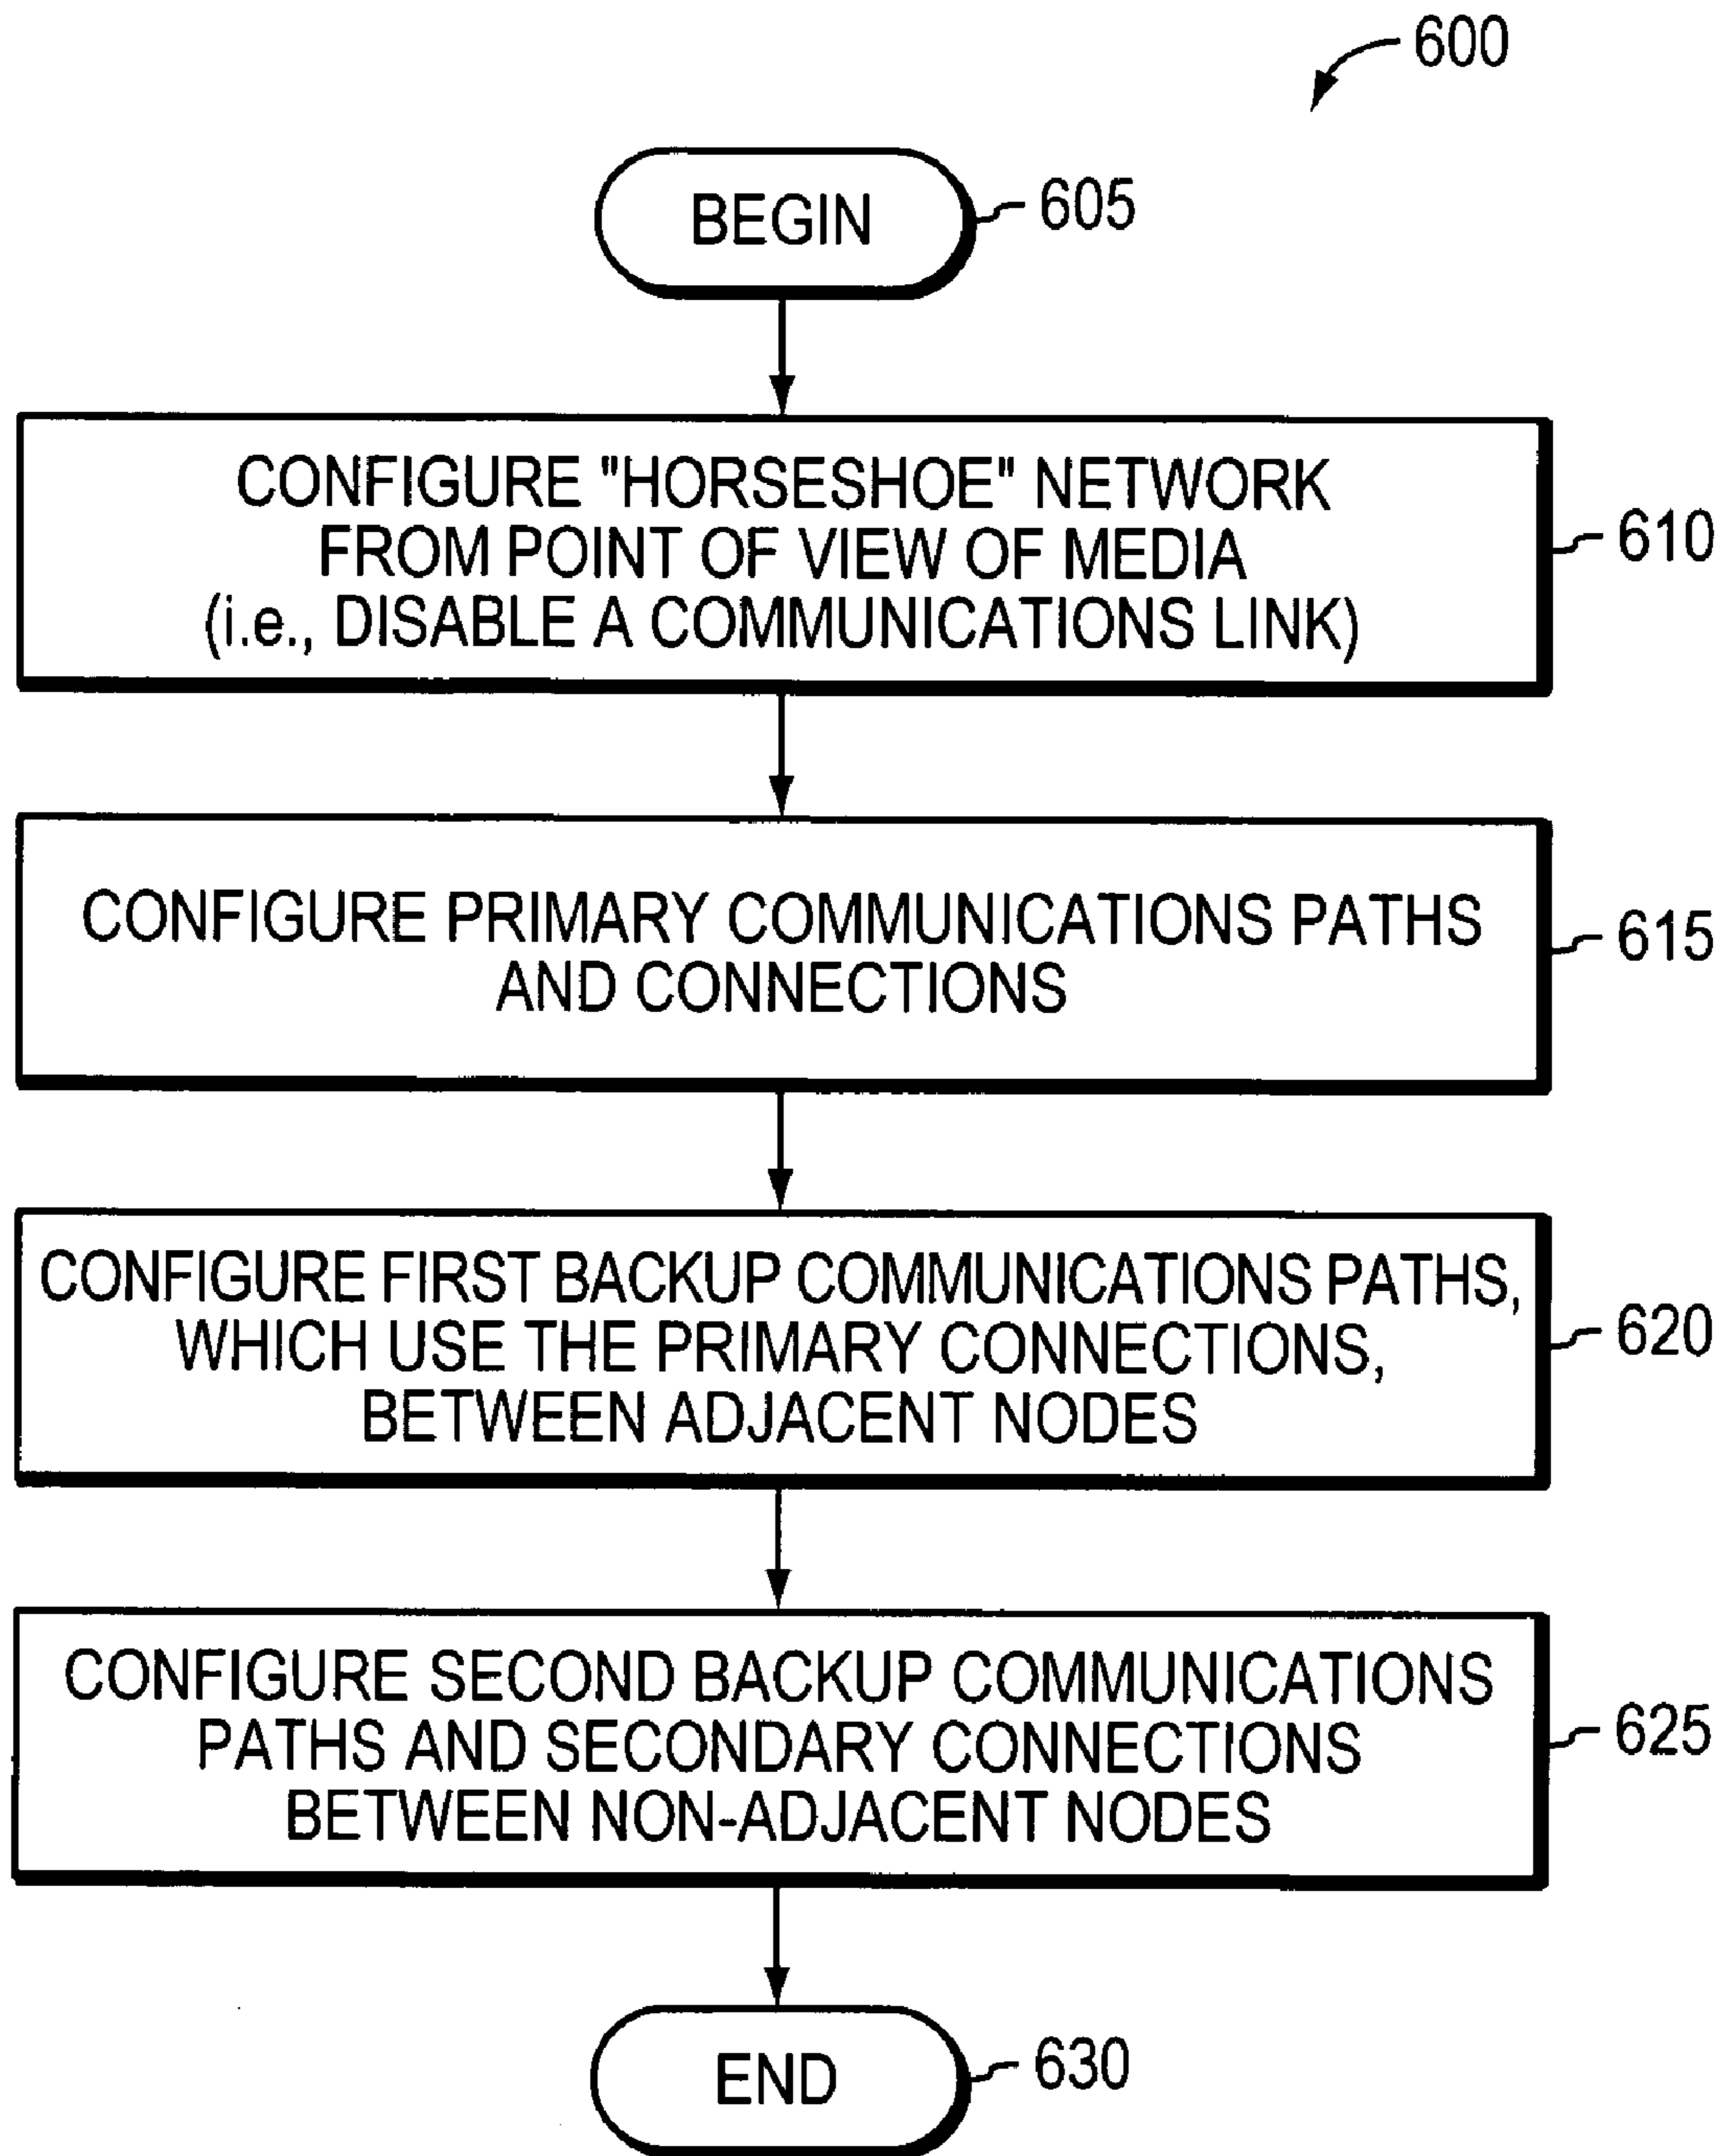 600
BEGIN
605
CONFIGURE "HORSESHOE" NETWORK
FROM POINT OF VIEW OF MEDIA
(i.e., DISABLE A COMMUNICATIONS LINK)
610
CONFIGURE PRIMARY COMMUNICATIONS PATHS
AND CONNECTIONS
615
CONFIGURE FIRST BACKUP COMMUNICATIONS PATHS,
WHICH USE THE PRIMARY CONNECTIONS,
BETWEEN ADJACENT NODES
620
CONFIGURE SECOND BACKUP COMMUNICATIONS
PATHS AND SECONDARY CONNECTIONS
BETWEEN NON-ADJACENT NODES
625
END
630